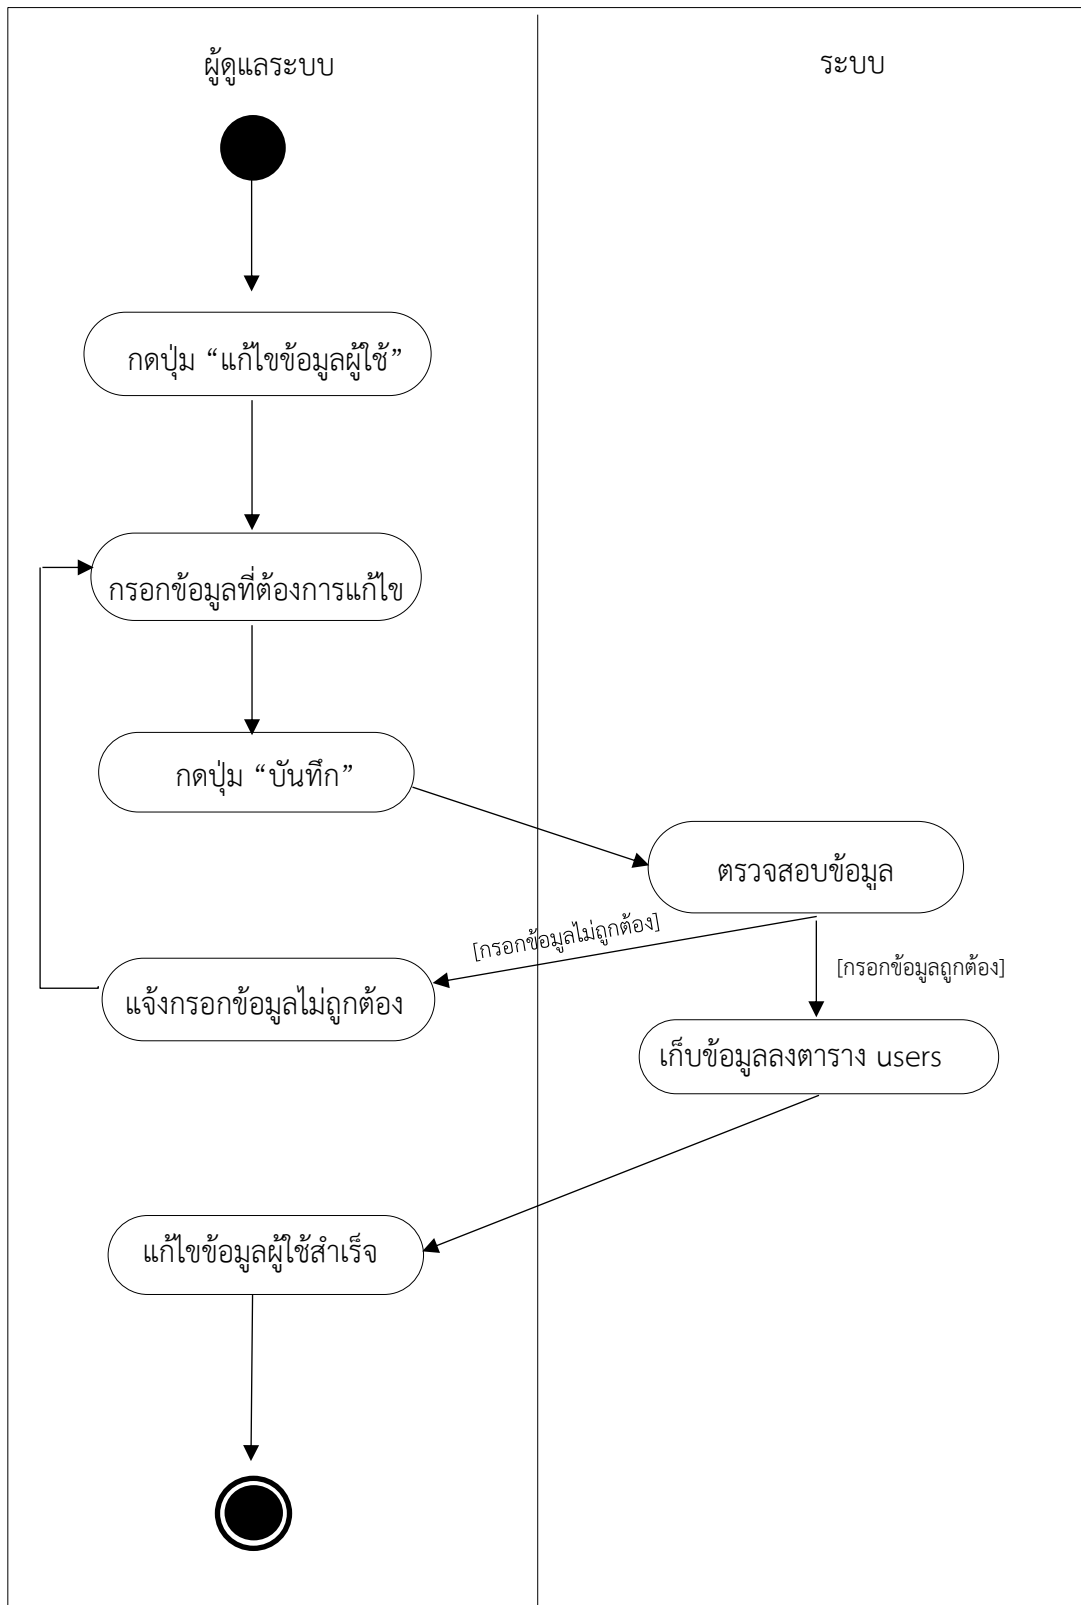 ผู้ดูแลระบบ
ระบบ
กดปุ่ม “แก้ไขข้อมูลผู้ใช้”
กรอกข้อมูลที่ต้องการแก้ไข
กดปุ่ม “บันทึก”
ตรวจสอบข้อมูล
[กรอกข้อมูลไม่ถูกต้อง]
[กรอกข้อมูลถูกต้อง]
แจ้งกรอกข้อมูลไม่ถูกต้อง
เก็บข้อมูลลงตาราง users
แก้ไขข้อมูลผู้ใช้สำเร็จ